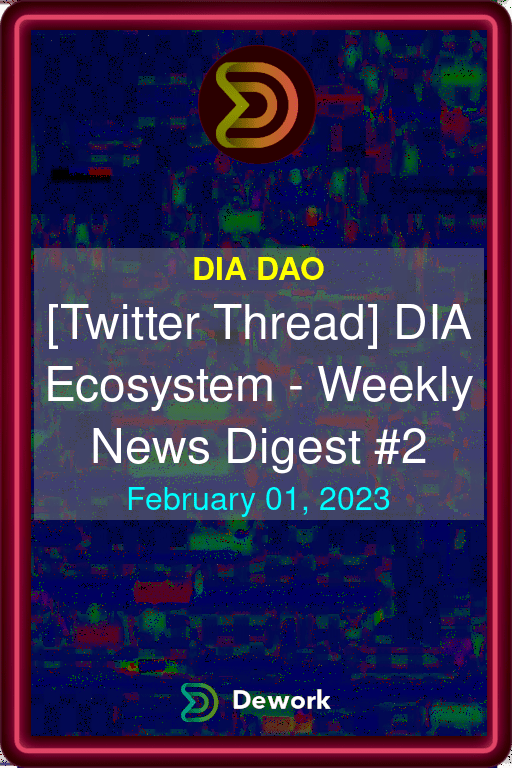 DIA DAO
[Twitter Thread] DIA
Ecosystem - Weekly
News Digest #2
February 01, 2023
Dework